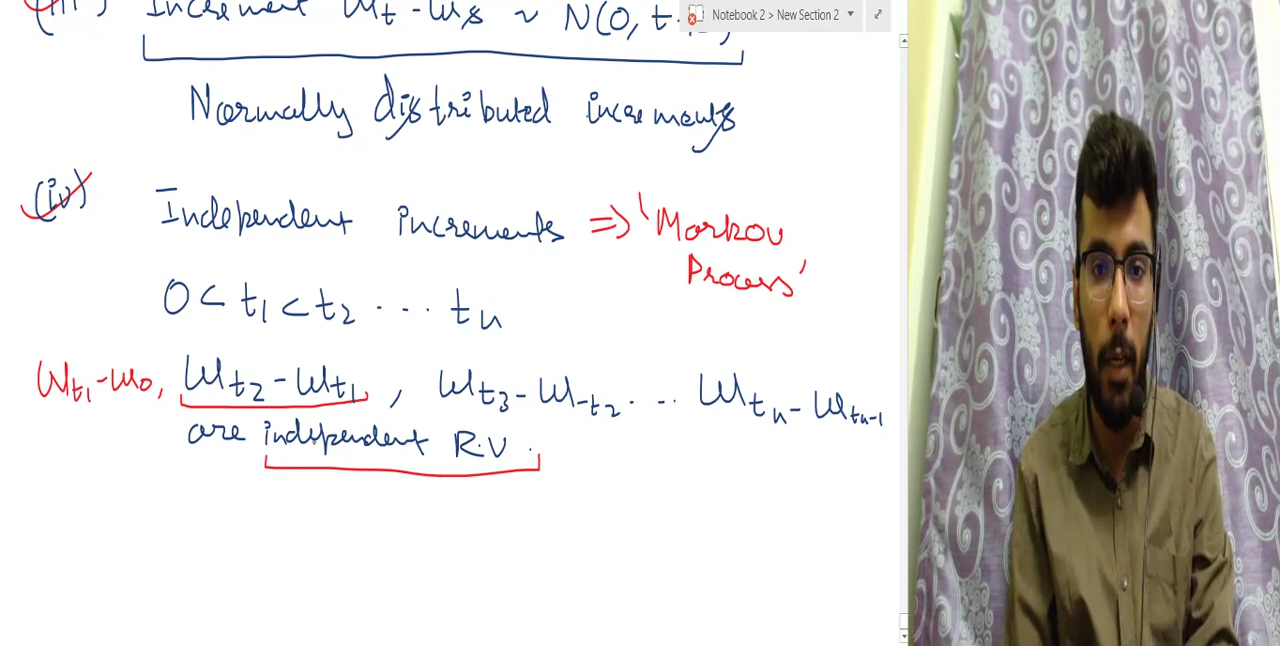 Increment Wt - Ws ~ N(0, t-
Notebook 2 > New Section 2
Normally distributed increments
(iv) Independent increments => 'Markov
Process'
0 < t1 < t2 ... tn
Wt1 - W0, Wt2 - Wt1, Wt3 - W-t2 ... Wtn - Wtn-1
are independent R.V.